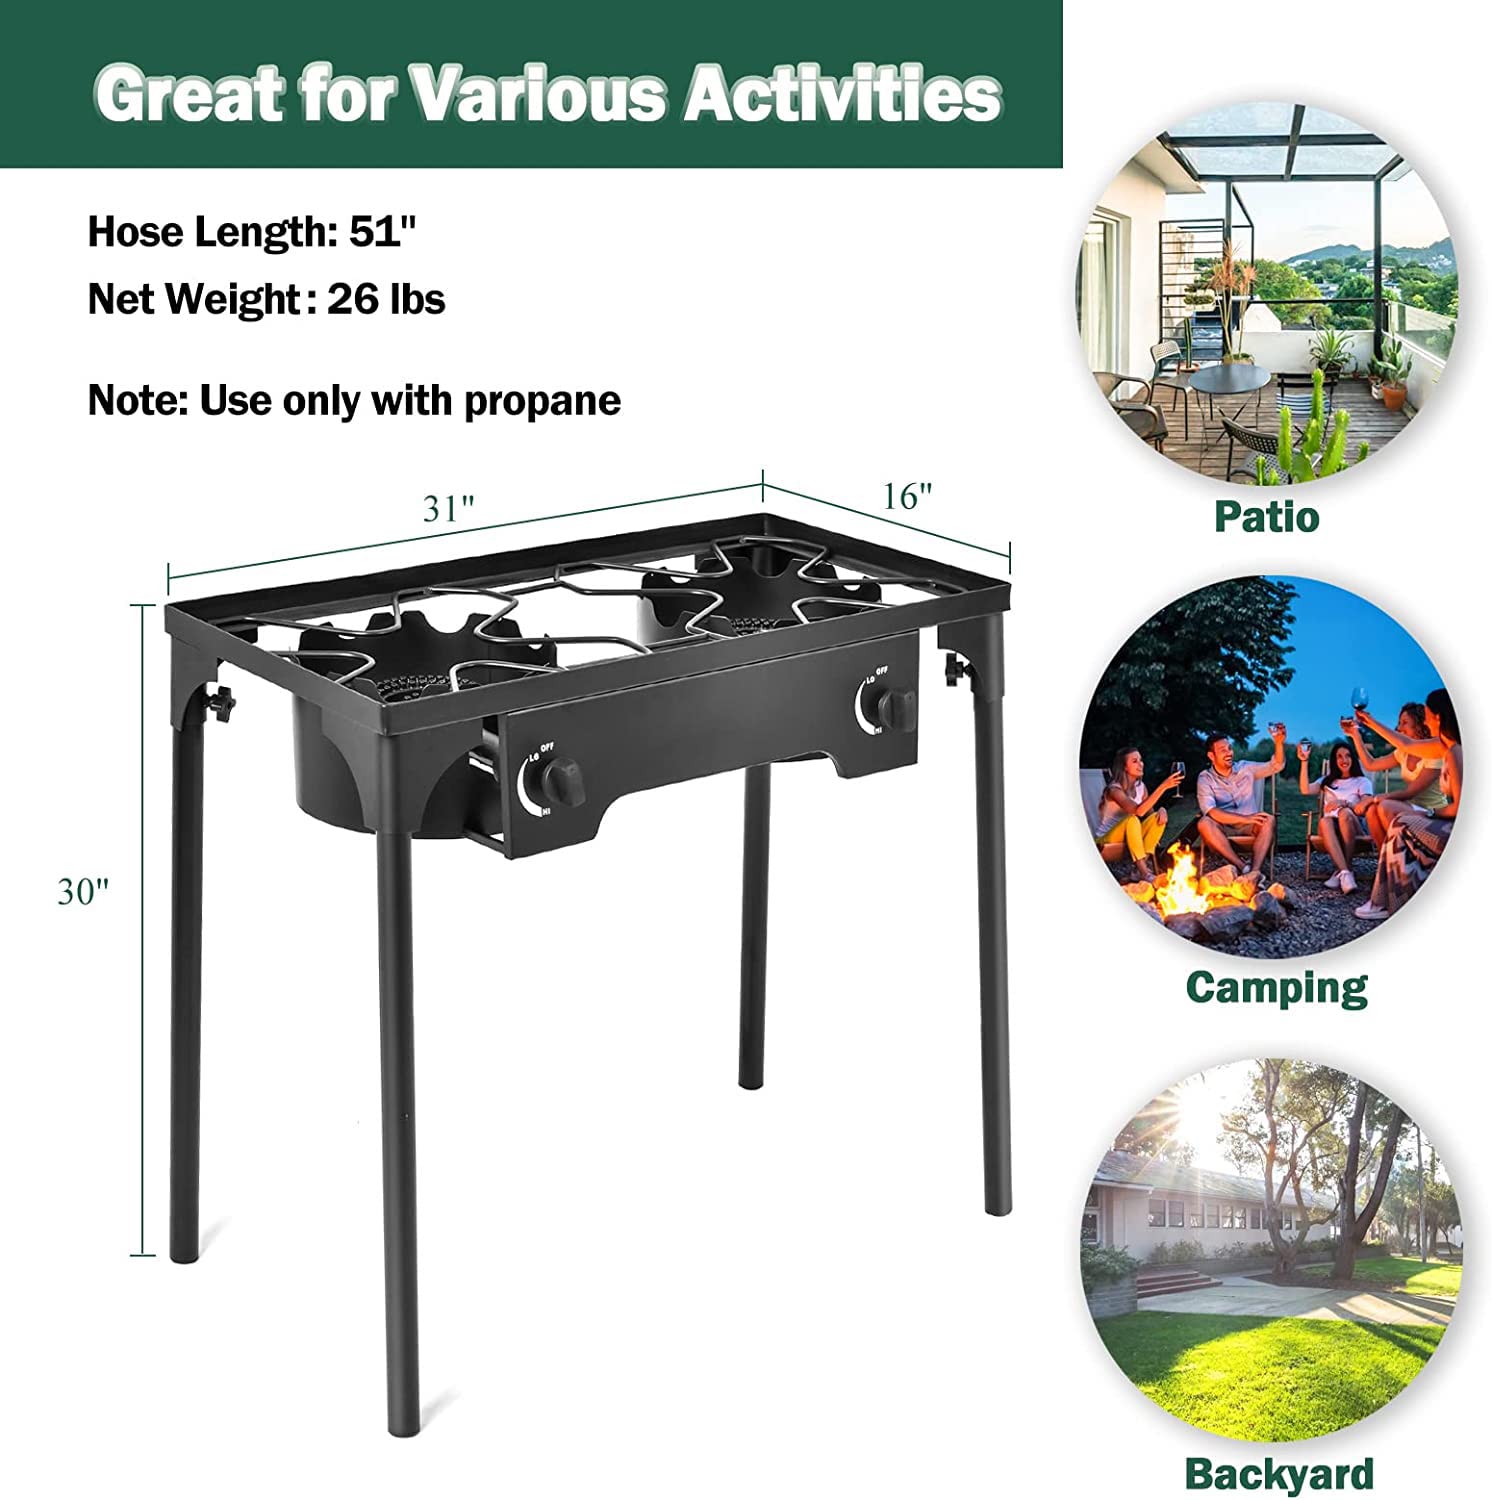 Great for Various Activities
Hose Length: 51"
Net Weight: 26 lbs
Note: Use only with propane
31"
16"
30"
OFF
LO
HI
OFF
LO
HI
Patio
Camping
Backyard